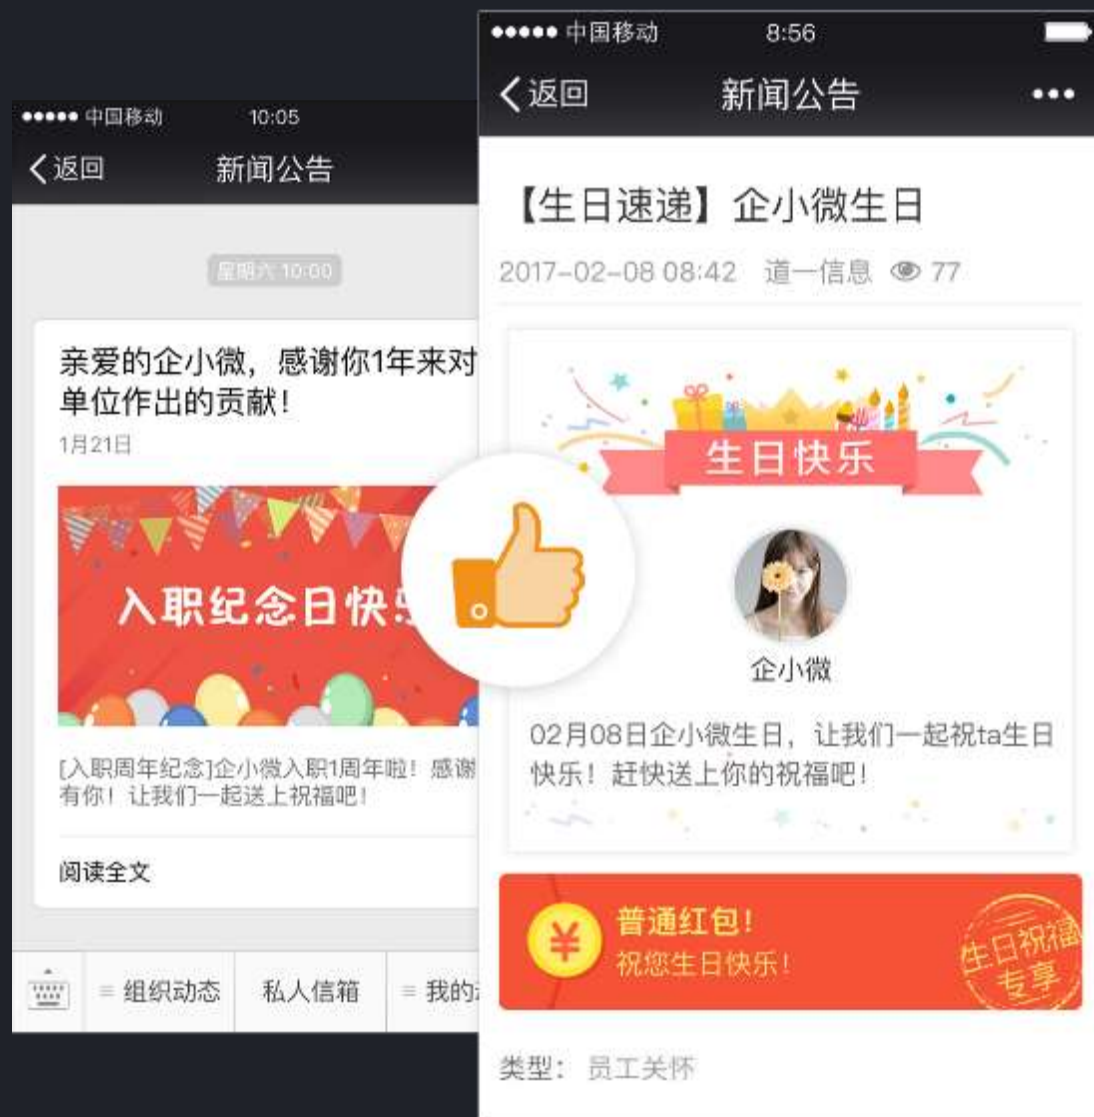 中国移动
10:05
返回
新闻公告
星期六 10:00
亲爱的企小微，感谢你1年来对
单位作出的贡献！
1月21日
入职纪念日快
[入职周年纪念]企小微入职1周年啦！感谢
有你！让我们一起送上祝福吧！
阅读全文
组织动态
私人信箱
我的
中国移动
8:56
返回
新闻公告
【生日速递】企小微生日
2017-02-08 08:42 道一信息 77
生日快乐
企小微
02月08日企小微生日，让我们一起祝ta生日
快乐！赶快送上你的祝福吧！
¥
普通红包！
祝您生日快乐！
生日祝福
专享
类型： 员工关怀